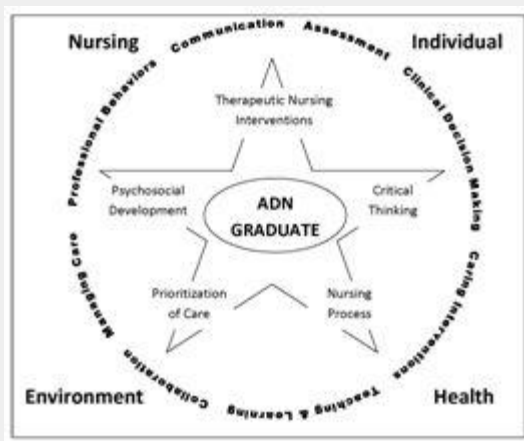 Nursing
Individual
Professional Behaviors
Communication
Assessment
Clinical Decision Making
Caring Interventions
Teaching & Learning
Collaboration
Managing Care
Therapeutic Nursing
Interventions
Psychosocial
Development
Critical
Thinking
ADN
GRADUATE
Prioritization
of Care
Nursing
Process
Environment
Health